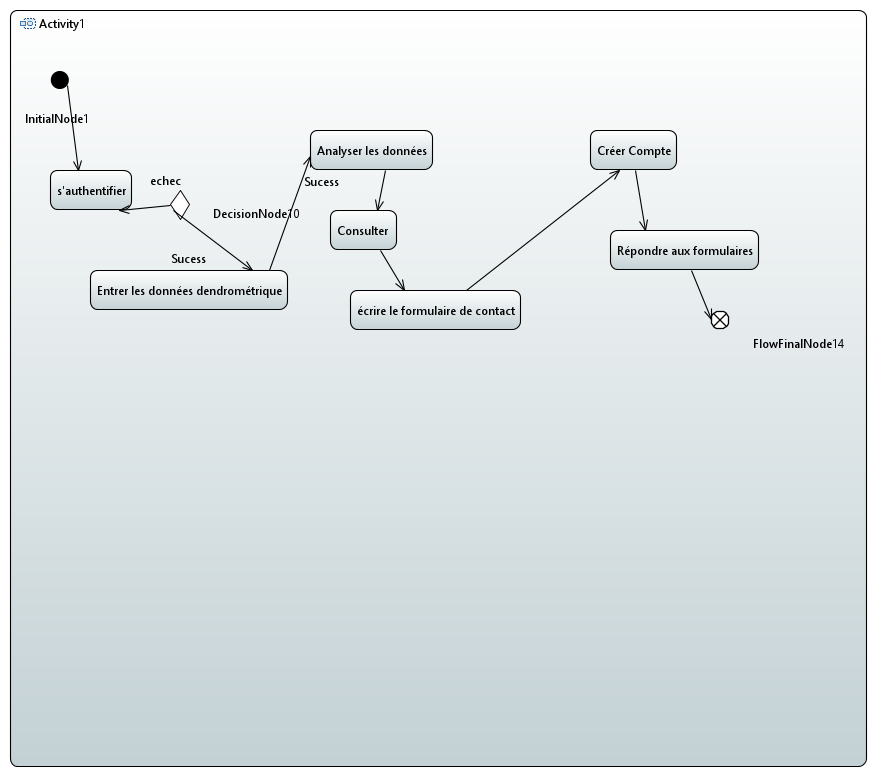 Activity1
InitialNode1
s'authentifier
echec
DecisionNode10
Sucess
Entrer les données dendrométrique
Analyser les données
Sucess
Consulter
écrire le formulaire de contact
Créer Compte
Répondre aux formulaires
FlowFinalNode14